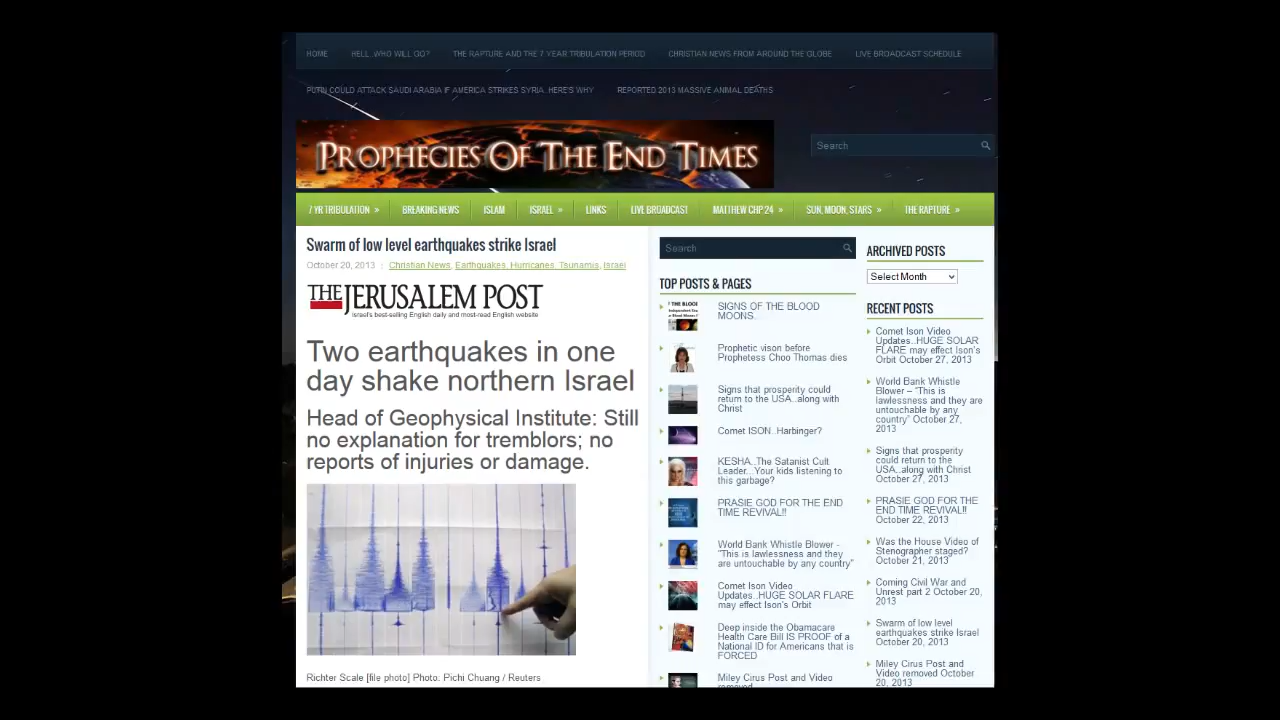 HOME HELL..WHO WILL GO? THE RAPTURE AND THE 7 YEAR TRIBULATION PERIOD CHRISTIAN NEWS FROM AROUND THE GLOBE LIVE BROADCAST SCHEDULE
PUTIN COULD ATTACK SAUDI ARABIA IF AMERICA STRIKES SYRIA..HERE'S WHY REPORTED 2013 MASSIVE ANIMAL DEATHS
PROPHECIES OF THE END TIMES
Search
7 YR TRIBULATION » BREAKING NEWS ISLAM ISRAEL » LINKS LIVE BROADCAST MATTHEW CHP 24 » SUN, MOON, STARS » THE RAPTURE »
Swarm of low level earthquakes strike Israel
October 20, 2013 : Christian News, Earthquakes, Hurricanes, Tsunamis, Israel
THE JERUSALEM POST
Israel's best-selling English daily and most-read English website
Two earthquakes in one
day shake northern Israel
Head of Geophysical Institute: Still
no explanation for tremblors; no
reports of injuries or damage.
Richter Scale [file photo] Photo: Pichi Chuang / Reuters
Search
TOP POSTS & PAGES
SIGNS OF THE BLOOD
MOONS...
Prophetic vison before
Prophetess Choo Thomas dies
Signs that prosperity could
return to the USA..along with
Christ
Comet ISON..Harbinger?
KESHA..The Satanist Cult
Leader...Your kids listening to
this garbage?
PRASIE GOD FOR THE END
TIME REVIVAL!!
World Bank Whistle Blower -
"This is lawlessness and they
are untouchable by any country"
Comet Ison Video
Updates..HUGE SOLAR FLARE
may effect Ison's Orbit
Deep inside the Obamacare
Health Care Bill IS PROOF of a
National ID for Americans that is
FORCED
Miley Cirus Post and Video
removed
ARCHIVED POSTS
Select Month
RECENT POSTS
Comet Ison Video
Updates..HUGE SOLAR
FLARE may effect Ison's
Orbit October 27, 2013
World Bank Whistle
Blower – "This is
lawlessness and they are
untouchable by any
country" October 27,
2013
Signs that prosperity
could return to the
USA..along with Christ
October 27, 2013
PRASIE GOD FOR THE
END TIME REVIVAL!!
October 22, 2013
Was the House Video of
Stenographer staged?
October 21, 2013
Coming Civil War and
Unrest part 2 October 20,
2013
Swarm of low level
earthquakes strike Israel
October 20, 2013
Miley Cirus Post and
Video removed October
20, 2013